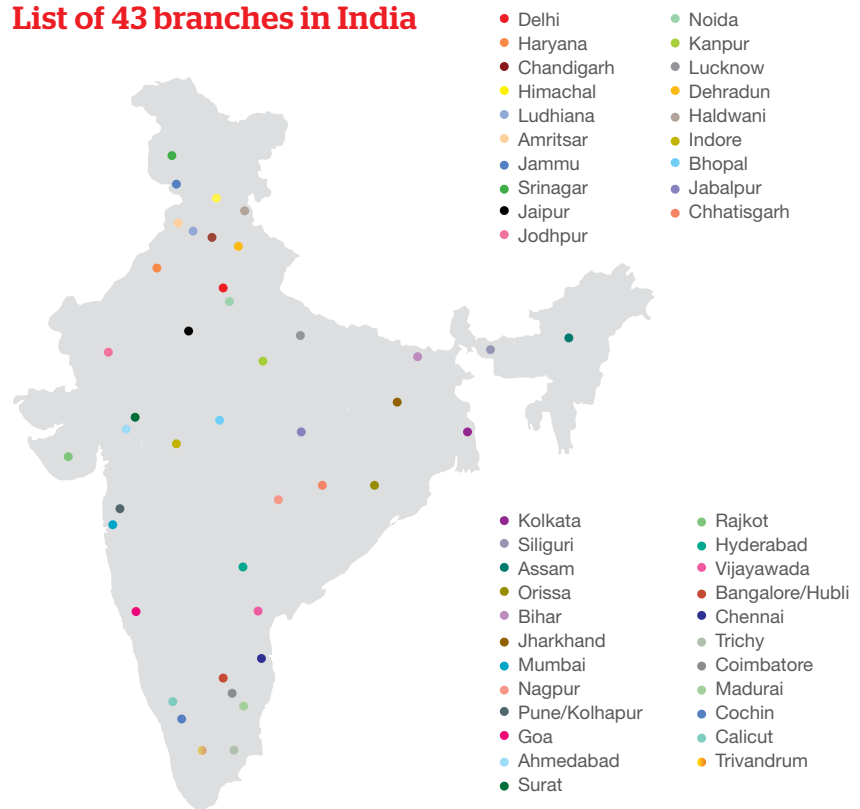 List of 43 branches in India
Delhi
Haryana
Chandigarh
Himachal
Ludhiana
Amritsar
Jammu
Srinagar
Jaipur
Jodhpur
Noida
Kanpur
Lucknow
Dehradun
Haldwani
Indore
Bhopal
Jabalpur
Chhatisgarh
Kolkata
Siliguri
Assam
Orissa
Bihar
Jharkhand
Mumbai
Nagpur
Pune/Kolhapur
Goa
Ahmedabad
Surat
Rajkot
Hyderabad
Vijayawada
Bangalore/Hubli
Chennai
Trichy
Coimbatore
Madurai
Cochin
Calicut
Trivandrum